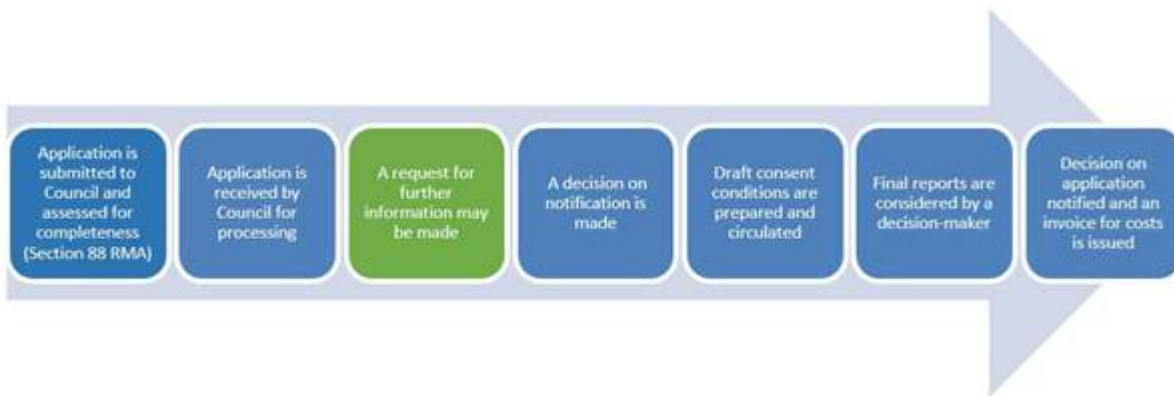 Application is
submitted to
Council and
assessed for
completeness
(Section 88 RMA)
Application is
received by
Council for
processing
A request for
further
information may
be made
A decision on
notification is
made
Draft consent
conditions are
prepared and
circulated
Final reports are
considered by a
decision-maker
Decision on
application
notified and an
invoice for costs
is issued